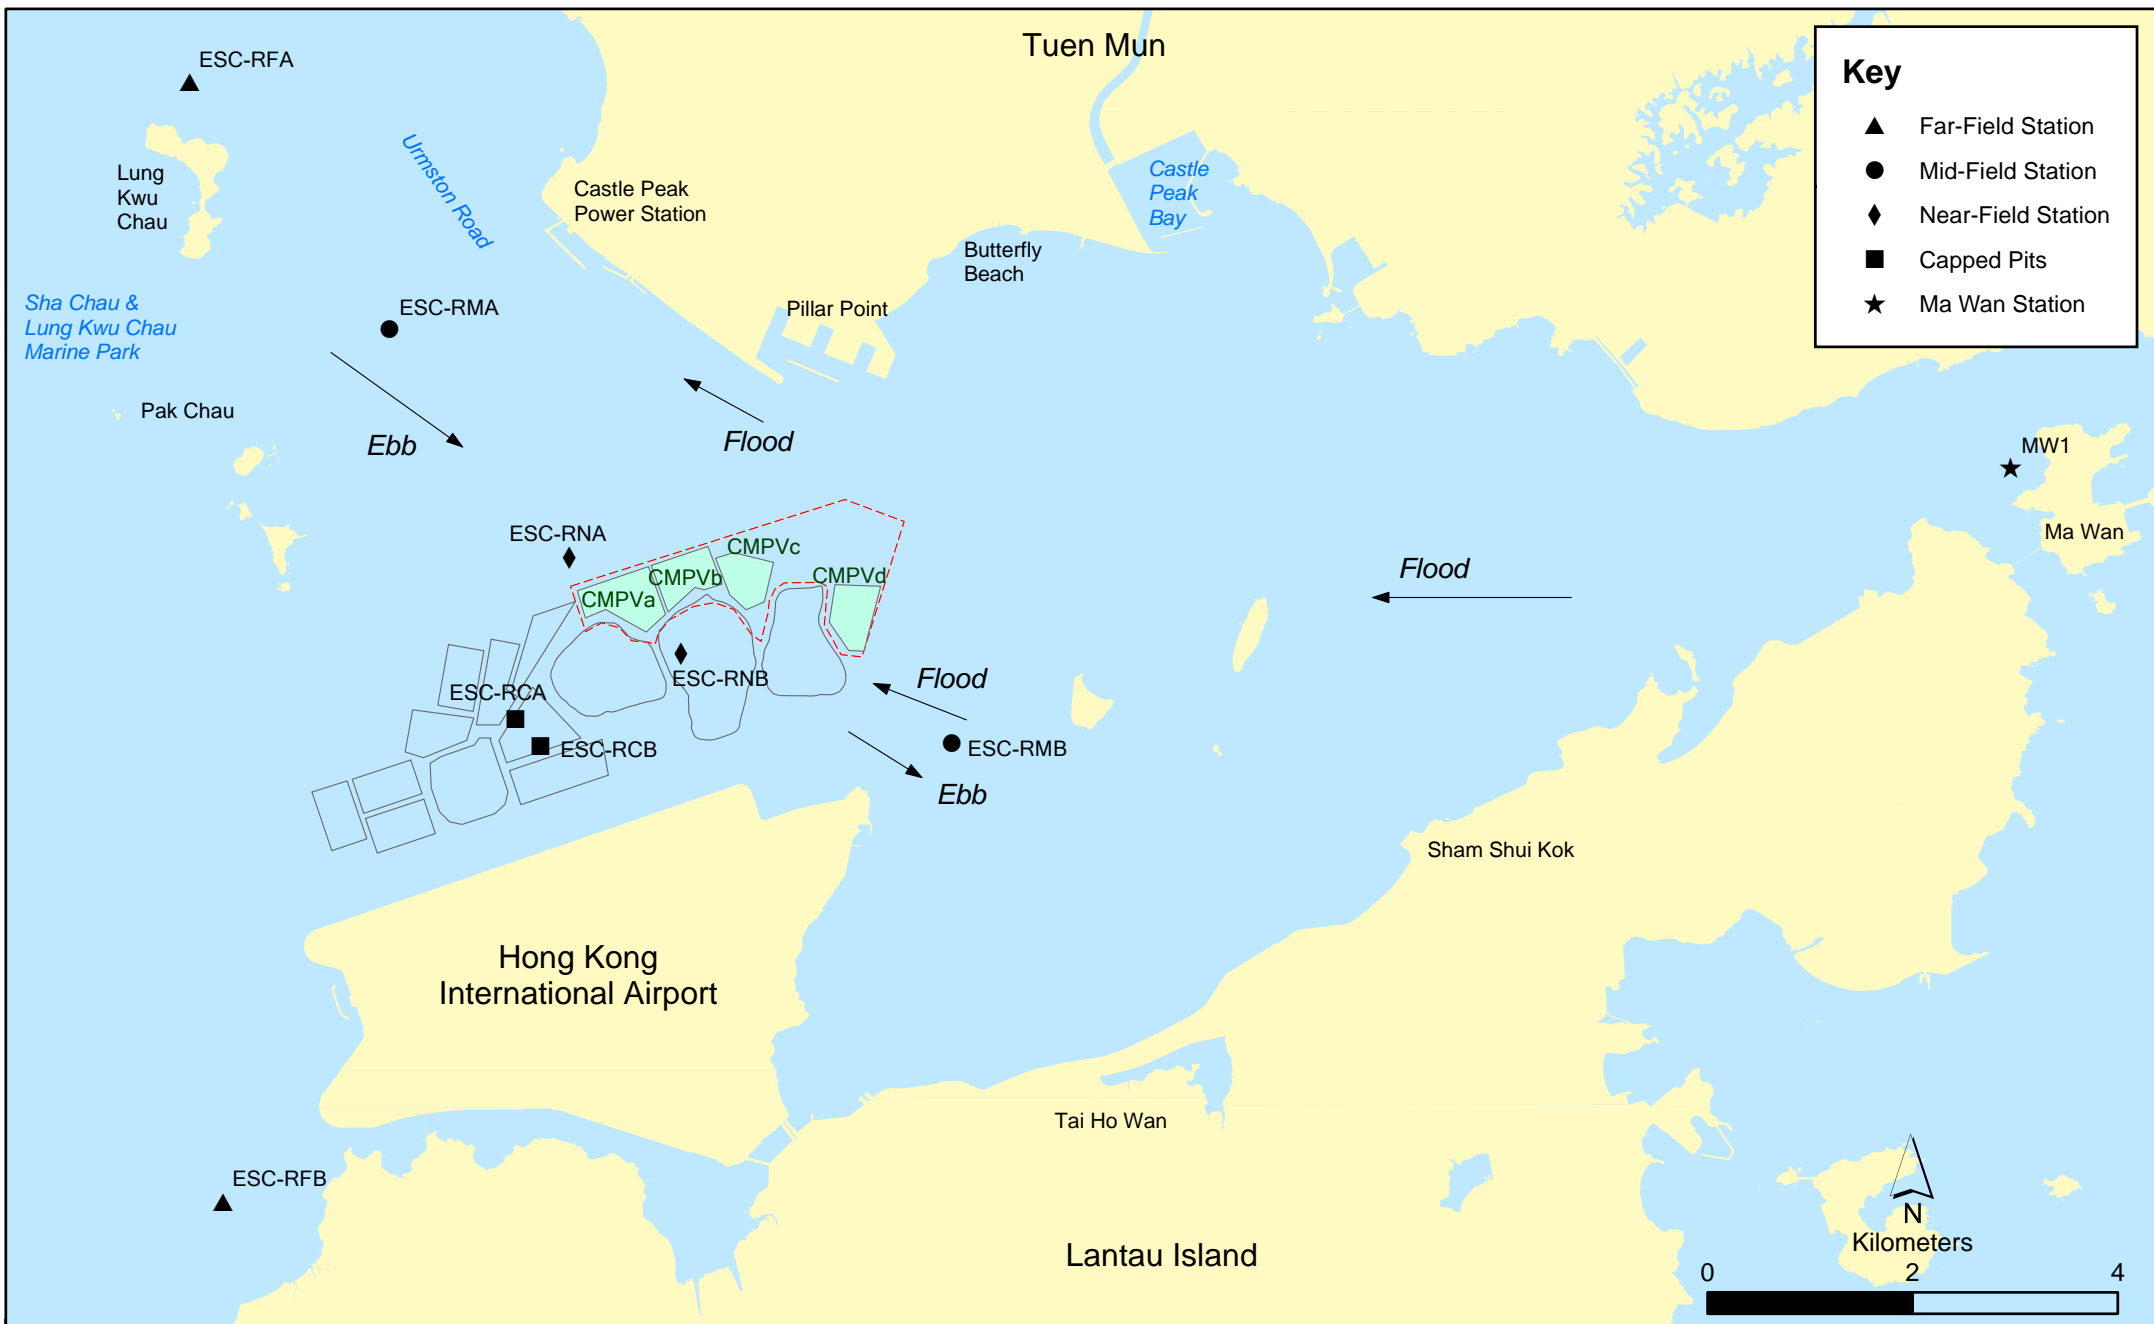 Tuen Mun
Key
Far-Field Station
Mid-Field Station
Near-Field Station
Capped Pits
Ma Wan Station
ESC-RFA
Lung
Kwu
Chau
Urmston Road
Castle Peak
Power Station
Castle
Peak
Bay
Butterfly
Beach
Sha Chau &
Lung Kwu Chau
Marine Park
ESC-RMA
Pillar Point
Pak Chau
Ebb
Flood
MW1
Ma Wan
ESC-RNA
CMPVc
CMPVb
CMPVd
CMPVa
Flood
ESC-RNB
Flood
ESC-RCA
ESC-RCB
ESC-RMB
Ebb
Sham Shui Kok
Hong Kong
International Airport
Tai Ho Wan
ESC-RFB
Lantau Island
N
Kilometers
0
2
4